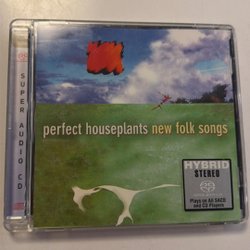 SUPER AUDIO CD
perfect houseplants new folk songs
HYBRID
STEREO
Plays on All SACD
and CD Players